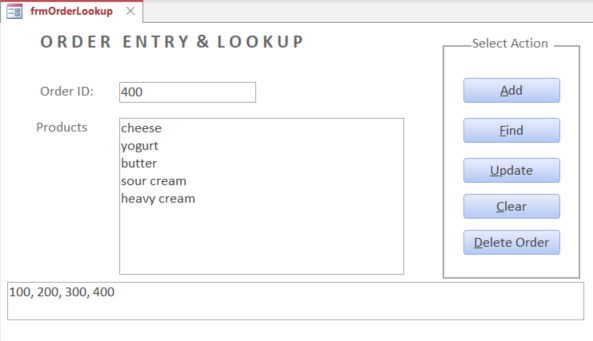 frmOrderLookup
ORDER ENTRY & LOOKUP
Select Action
Order ID: 400
Add
Products
cheese
yogurt
butter
sour cream
heavy cream
Find
Update
Clear
Delete Order
100, 200, 300, 400